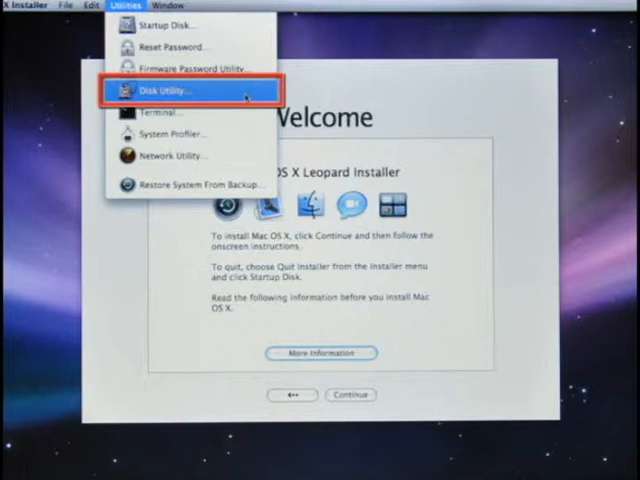 X Installer File Edit Utilities Window
Startup Disk...
Reset Password...
Firmware Password Utility...
Disk Utility...
Terminal...
System Profiler...
Network Utility...
Restore System From Backup...
Welcome
OS X Leopard Installer
To install Mac OS X, click Continue and then follow the
onscreen instructions.
To quit, choose Quit Installer from the Installer menu
and click Startup Disk.
Read the following information before you install Mac
OS X.
More Information
Continue